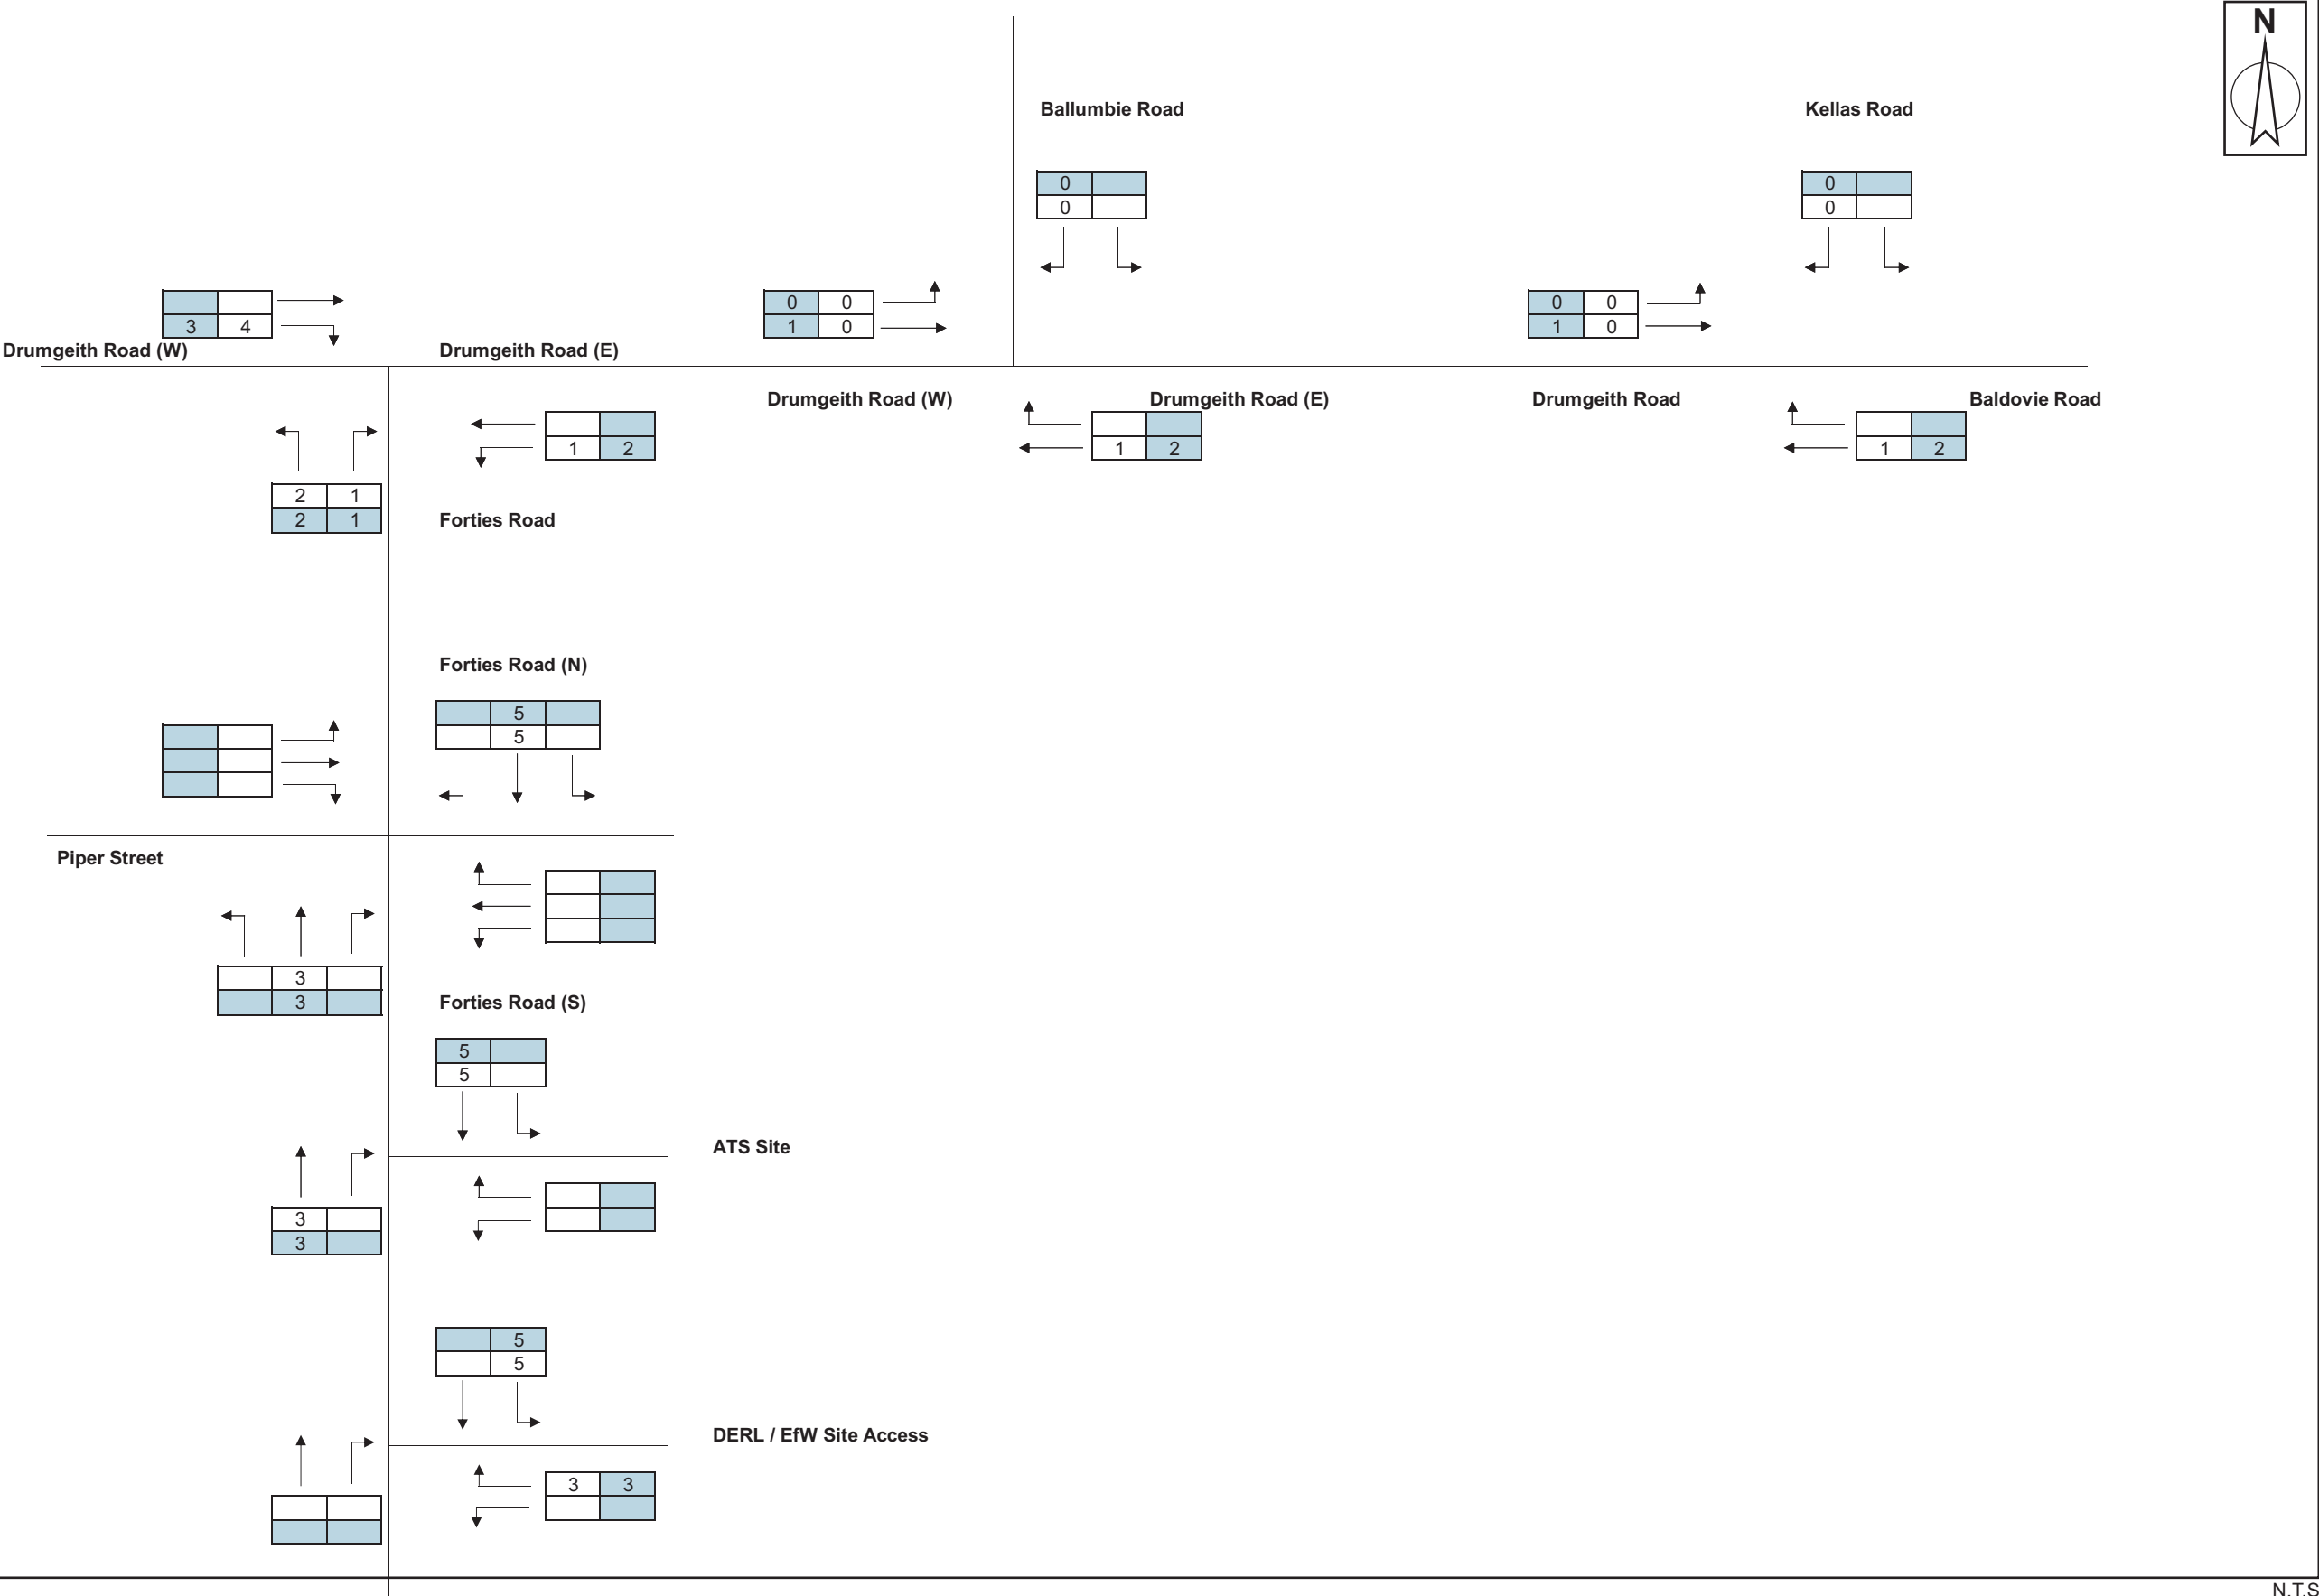 N
Ballumbie Road
Kellas Road
0
0
0
0
3 4
0 0
1 0
0 0
1 0
Drumgeith Road (W)
Drumgeith Road (E)
Drumgeith Road (W)
Drumgeith Road (E)
Drumgeith Road
Baldovie Road
1 2
1 2
1 2
2 1
2 1
Forties Road
Forties Road (N)
5
5
Piper Street
3
3
Forties Road (S)
5
5
ATS Site
3
3
5
5
DERL / EfW Site Access
3 3
N.T.S